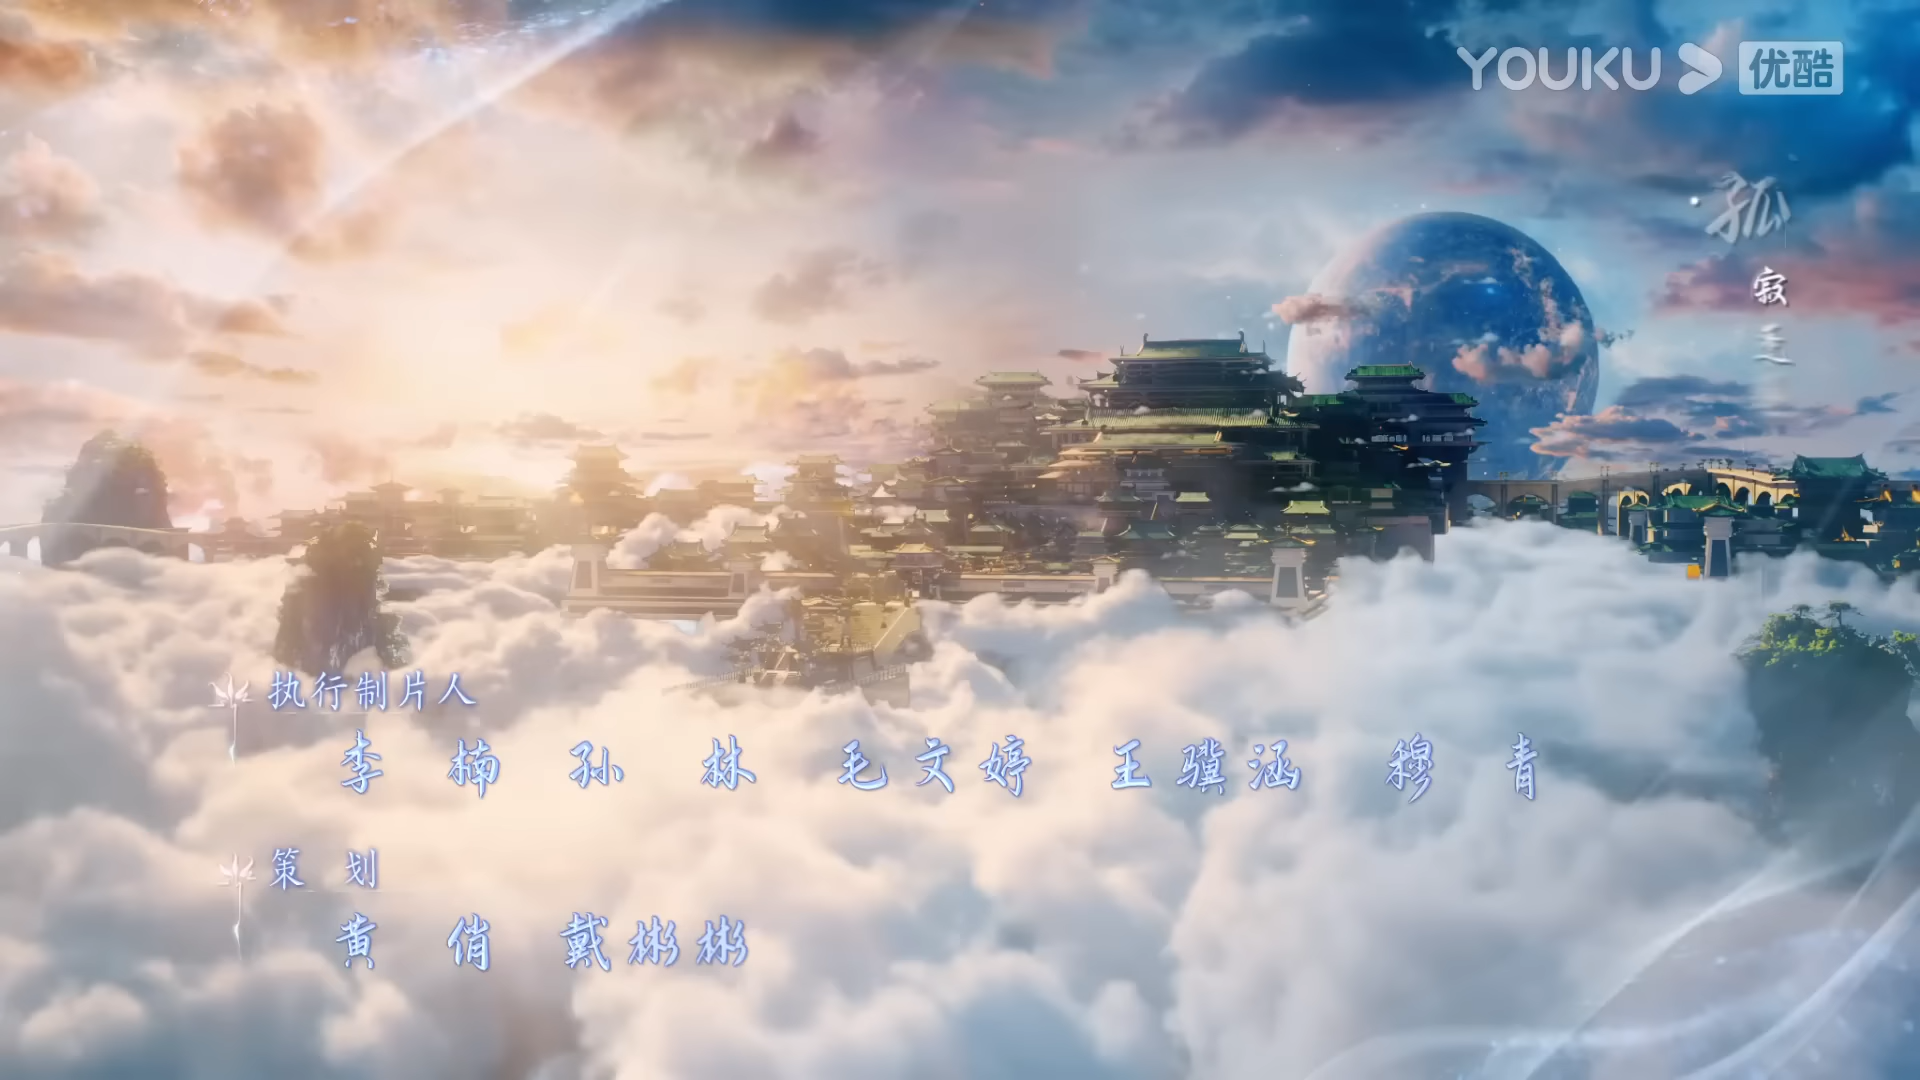 YOUKU 优酷
孤
寂
执行制片人
李 楠 孙 林 毛文婷 王骥涵 穆 青
策 划
黄 俏 戴彬彬